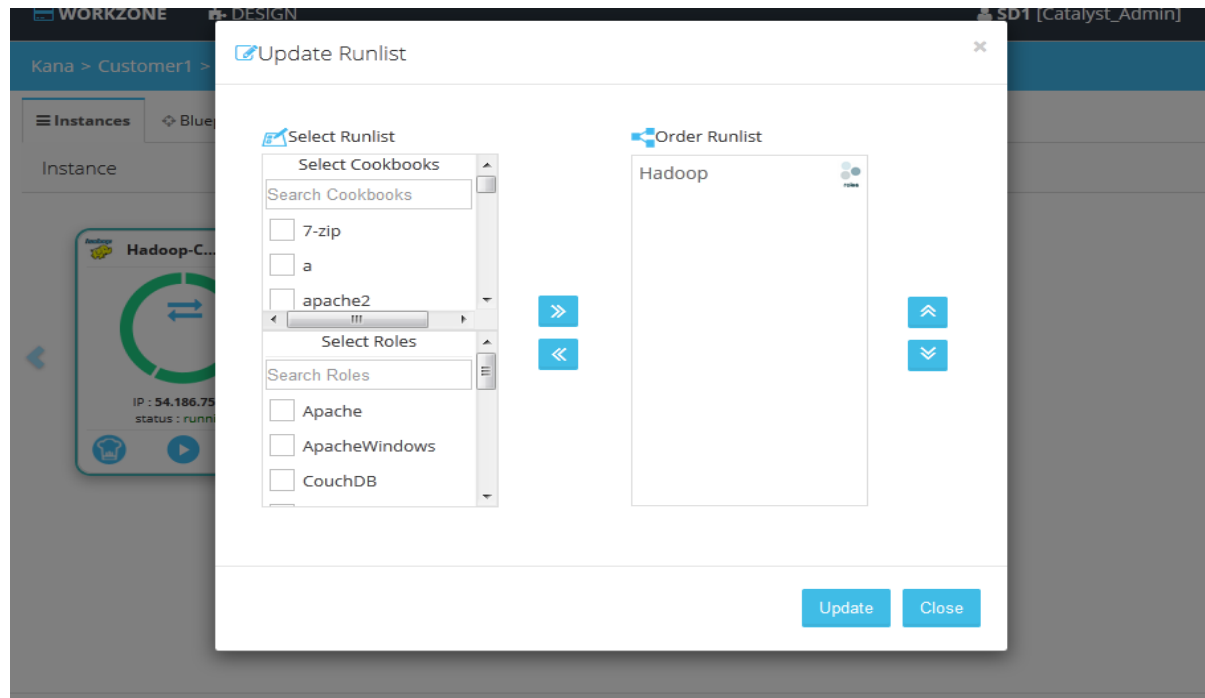 WORKZONE DESIGN SD1 [Catalyst_Admin]
Kana > Customer1 >
Update Runlist ×
Instances
Instance
Select Runlist
Select Cookbooks
Search Cookbooks
7-zip
a
apache2
Select Roles
Search Roles
Apache
ApacheWindows
CouchDB
Order Runlist
Hadoop
roles
hadoop Hadoop-C...
IP : 54.186.75
status :
Update Close